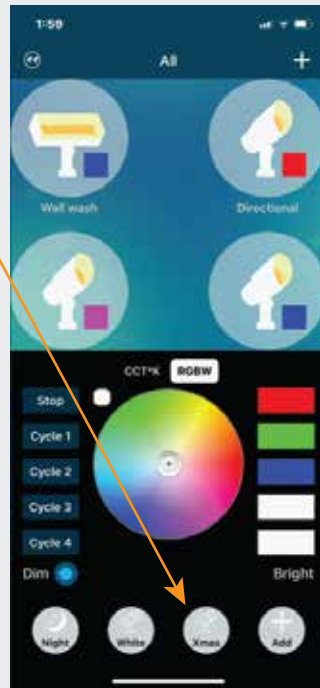 1:59
All
Wall wash
Directional
CCT°K RGBW
Stop
Cycle 1
Cycle 2
Cycle 3
Cycle 4
Dim Bright
Night White Xmas Add